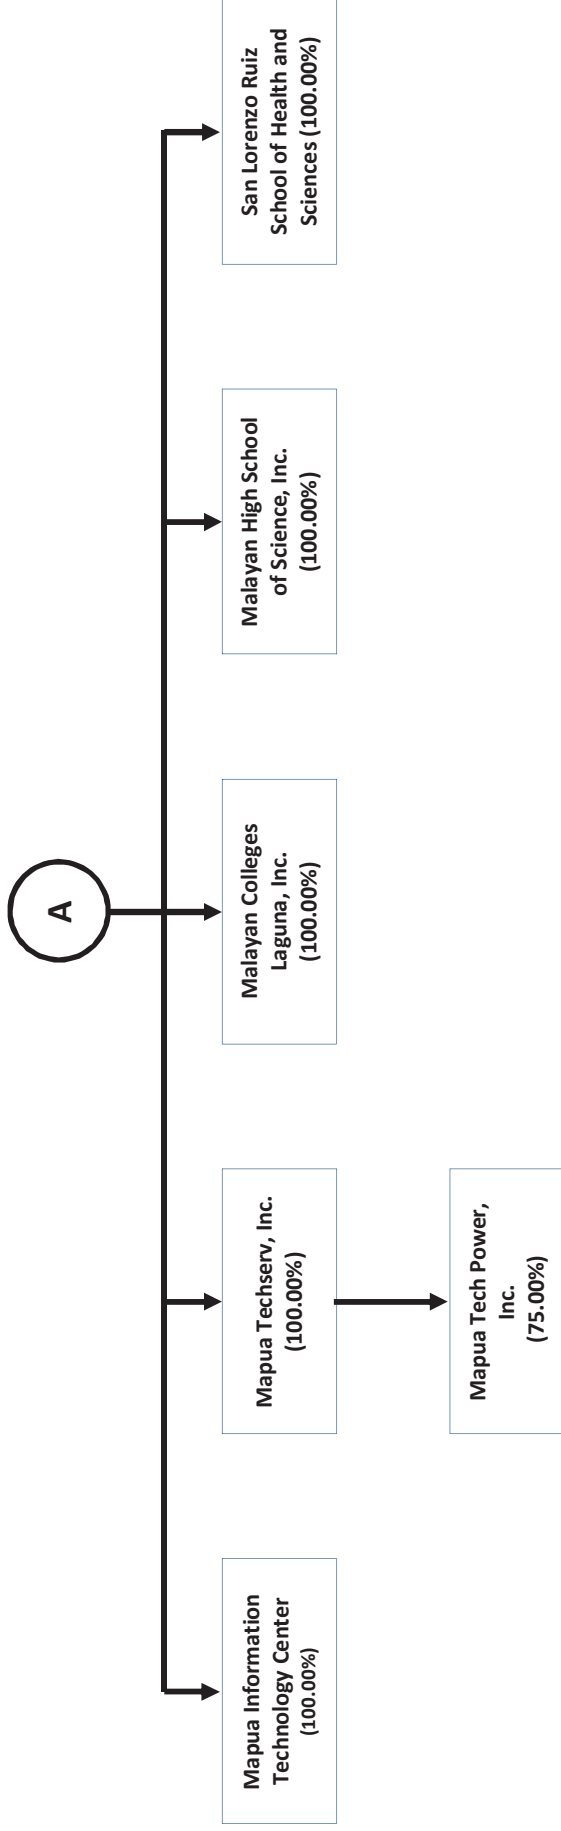 A
Mapua Information
Technology Center
(100.00%)
Mapua Techserv, Inc.
(100.00%)
Malayan Colleges
Laguna, Inc.
(100.00%)
Malayan High School
of Science, Inc.
(100.00%)
San Lorenzo Ruiz
School of Health and
Sciences (100.00%)
Mapua Tech Power,
Inc.
(75.00%)